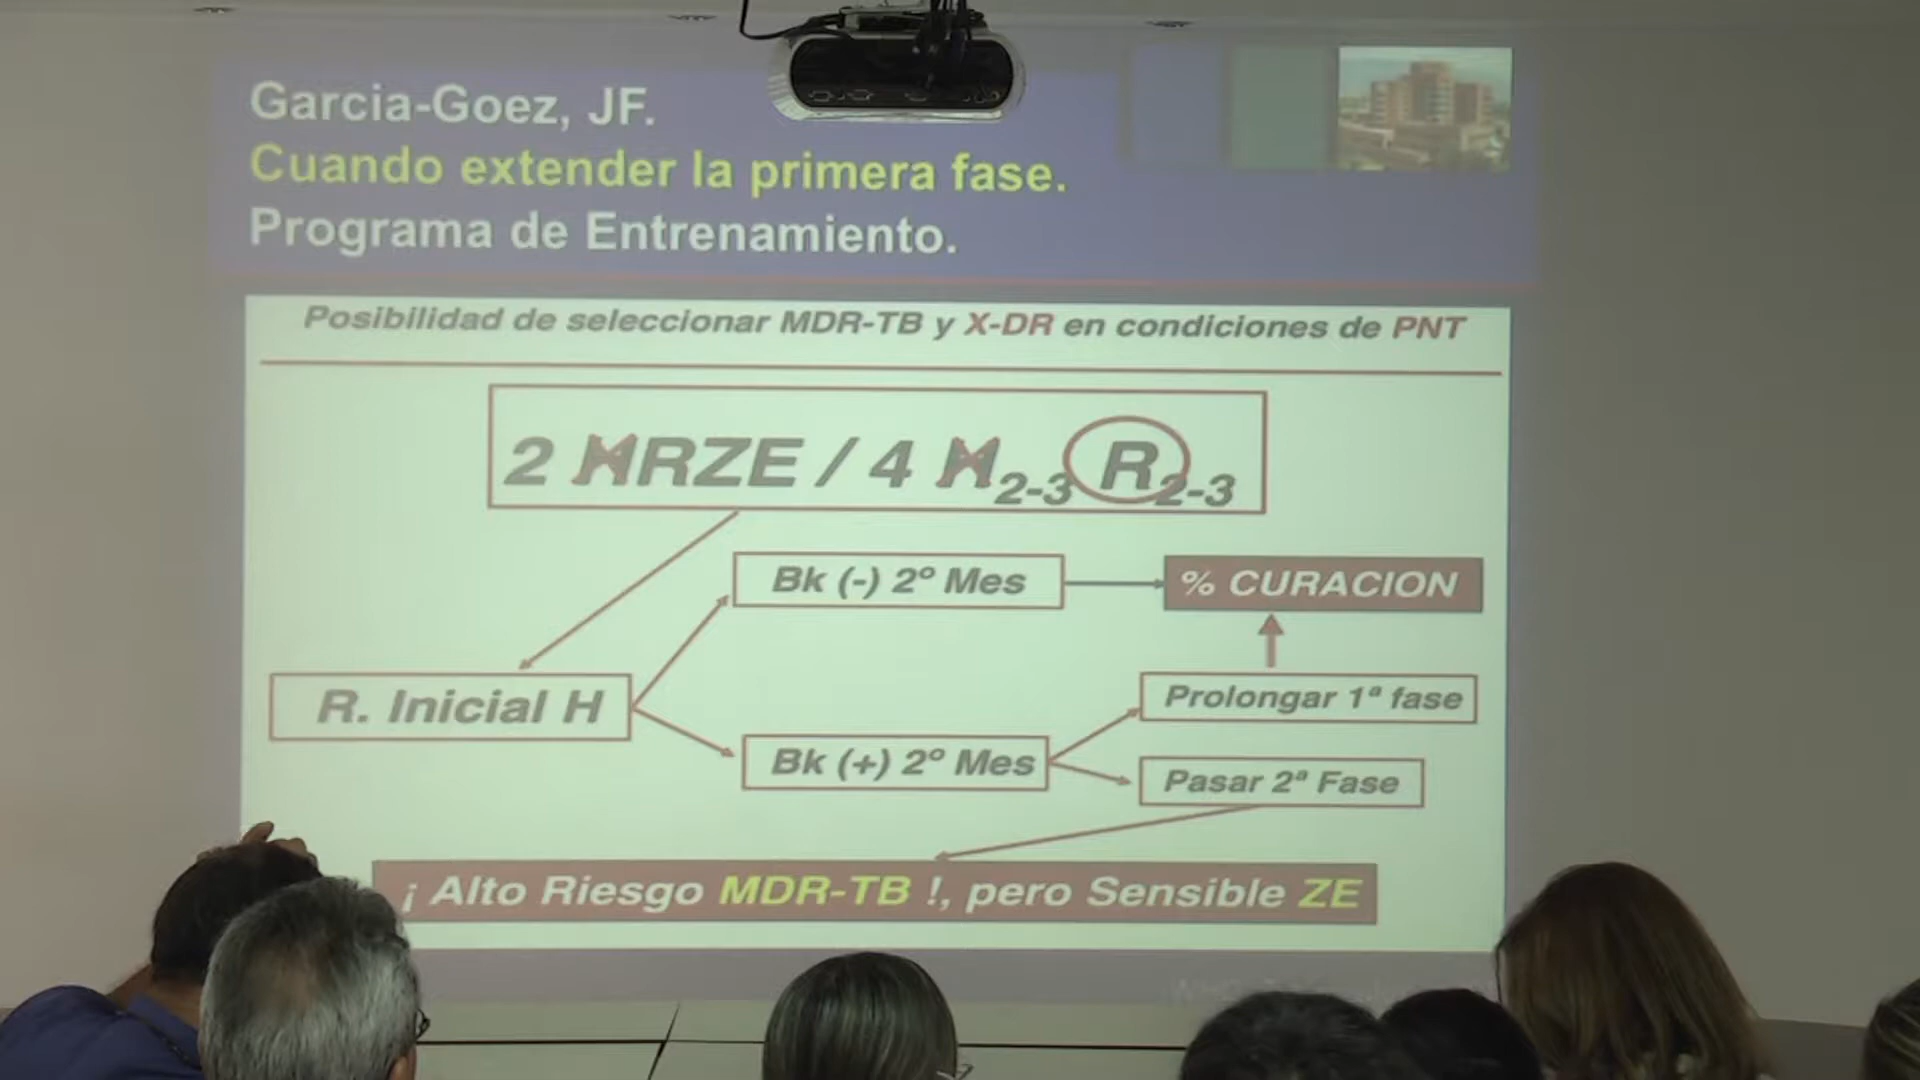 Garcia-Goez, JF.
Cuando extender la primera fase.
Programa de Entrenamiento.
Posibilidad de seleccionar MDR-TB y X-DR en condiciones de PNT
2 HRZE / 4 H2-3 R2-3
Bk (-) 2º Mes
% CURACION
R. Inicial H
Prolongar 1ª fase
Bk (+) 2º Mes
Pasar 2ª Fase
¡ Alto Riesgo MDR-TB !, pero Sensible ZE